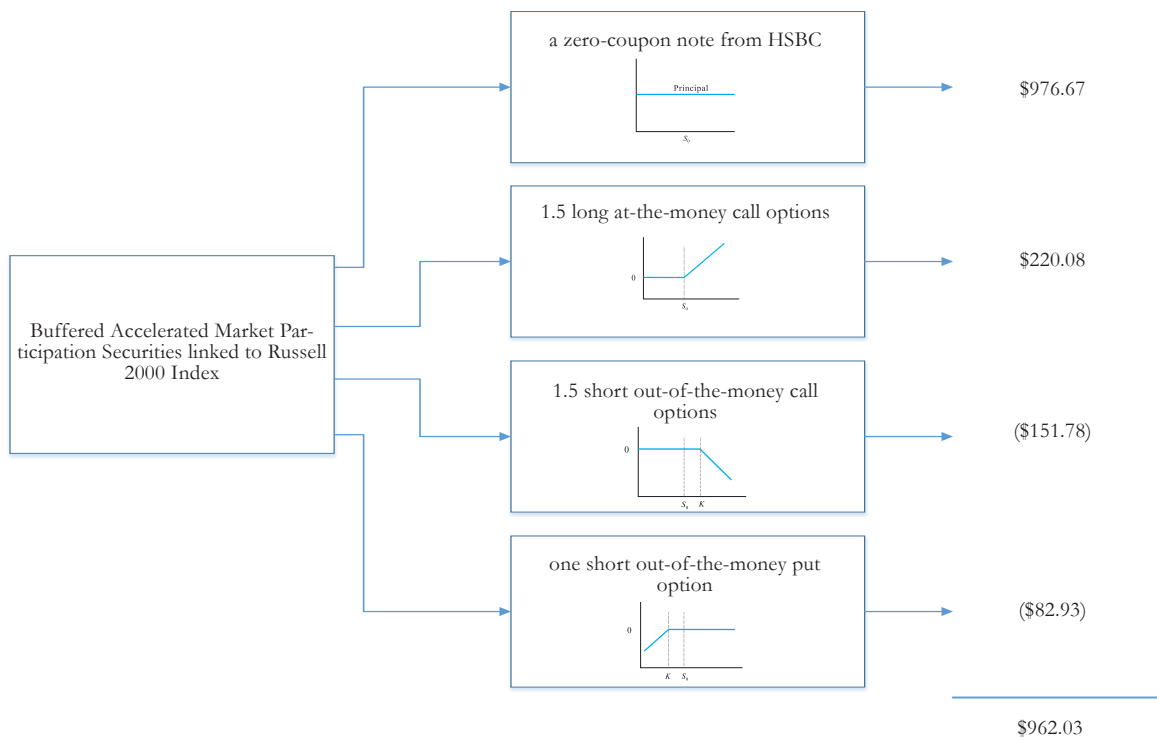 a zero-coupon note from HSBC
Principal
S₀
$976.67
1.5 long at-the-money call options
0
S₀
$220.08
Buffered Accelerated Market Par-
ticipation Securities linked to Russell
2000 Index
1.5 short out-of-the-money call
options
0
S₀ K
($151.78)
one short out-of-the-money put
option
0
K S₀
($82.93)
$962.03